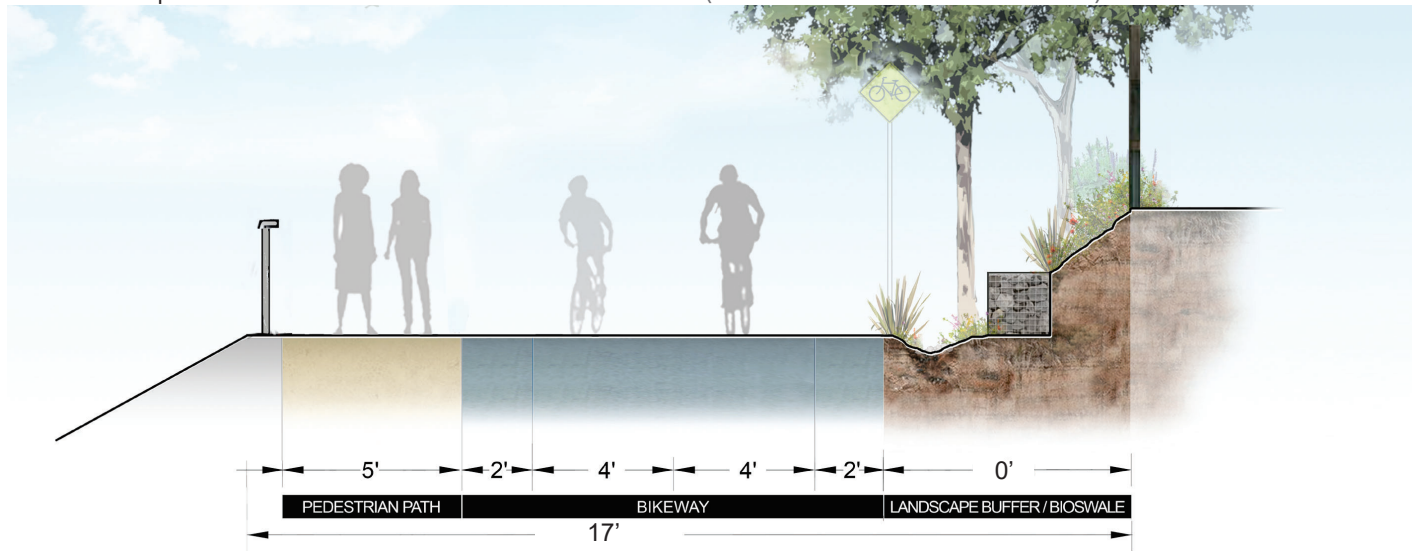 5' 2' 4' 4' 2' 0’
PEDESTRIAN PATH BIKEWAY LANDSCAPE BUFFER / BIOSWALE
17’